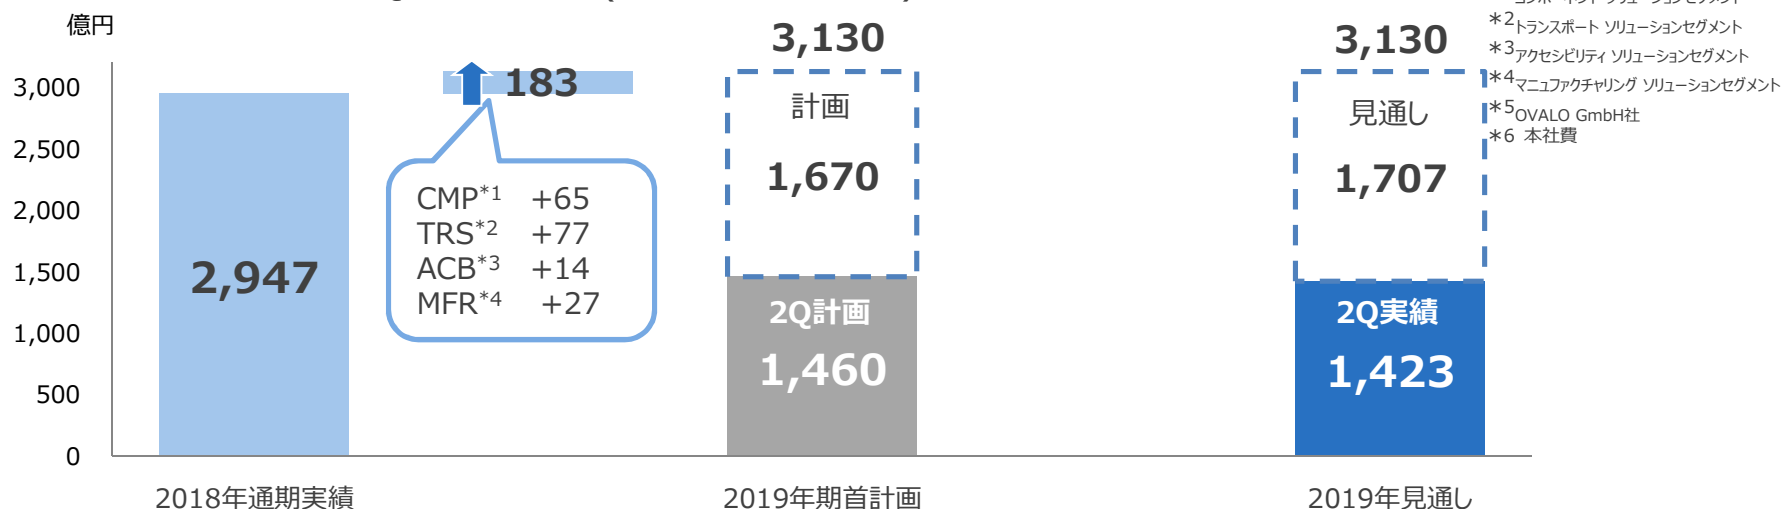 億円
3,000
2,500
2,000
1,500
1,000
500
0
2,947
183
CMP*1 +65
TRS*2 +77
ACB*3 +14
MFR*4 +27
3,130
計画
1,670
2Q計画
1,460
3,130
見通し
1,707
2Q実績
1,423
2018年通期実績
2019年期首計画
2019年見通し
*2トランスポート ソリューションセグメント
*3アクセシビリティ ソリューションセグメント
*4マニュファクチャリング ソリューションセグメント
*5OVALO GmbH社
*6 本社費